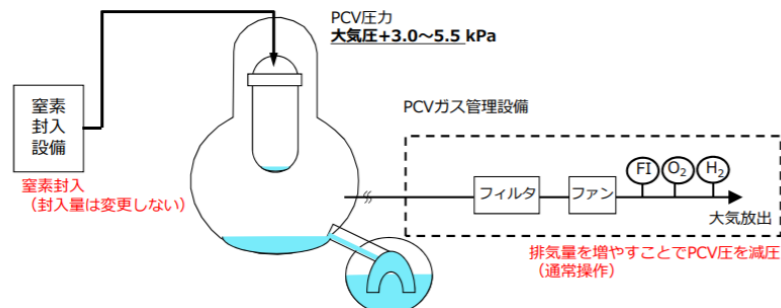 PCV圧力
大気圧+3.0～5.5 kPa
窒素
封入
設備
窒素封入
（封入量は変更しない）
PCVガス管理設備
フィルタ
ファン
FI
O₂
H₂
大気放出
排気量を増やすことでPCV圧を減圧
（通常操作）